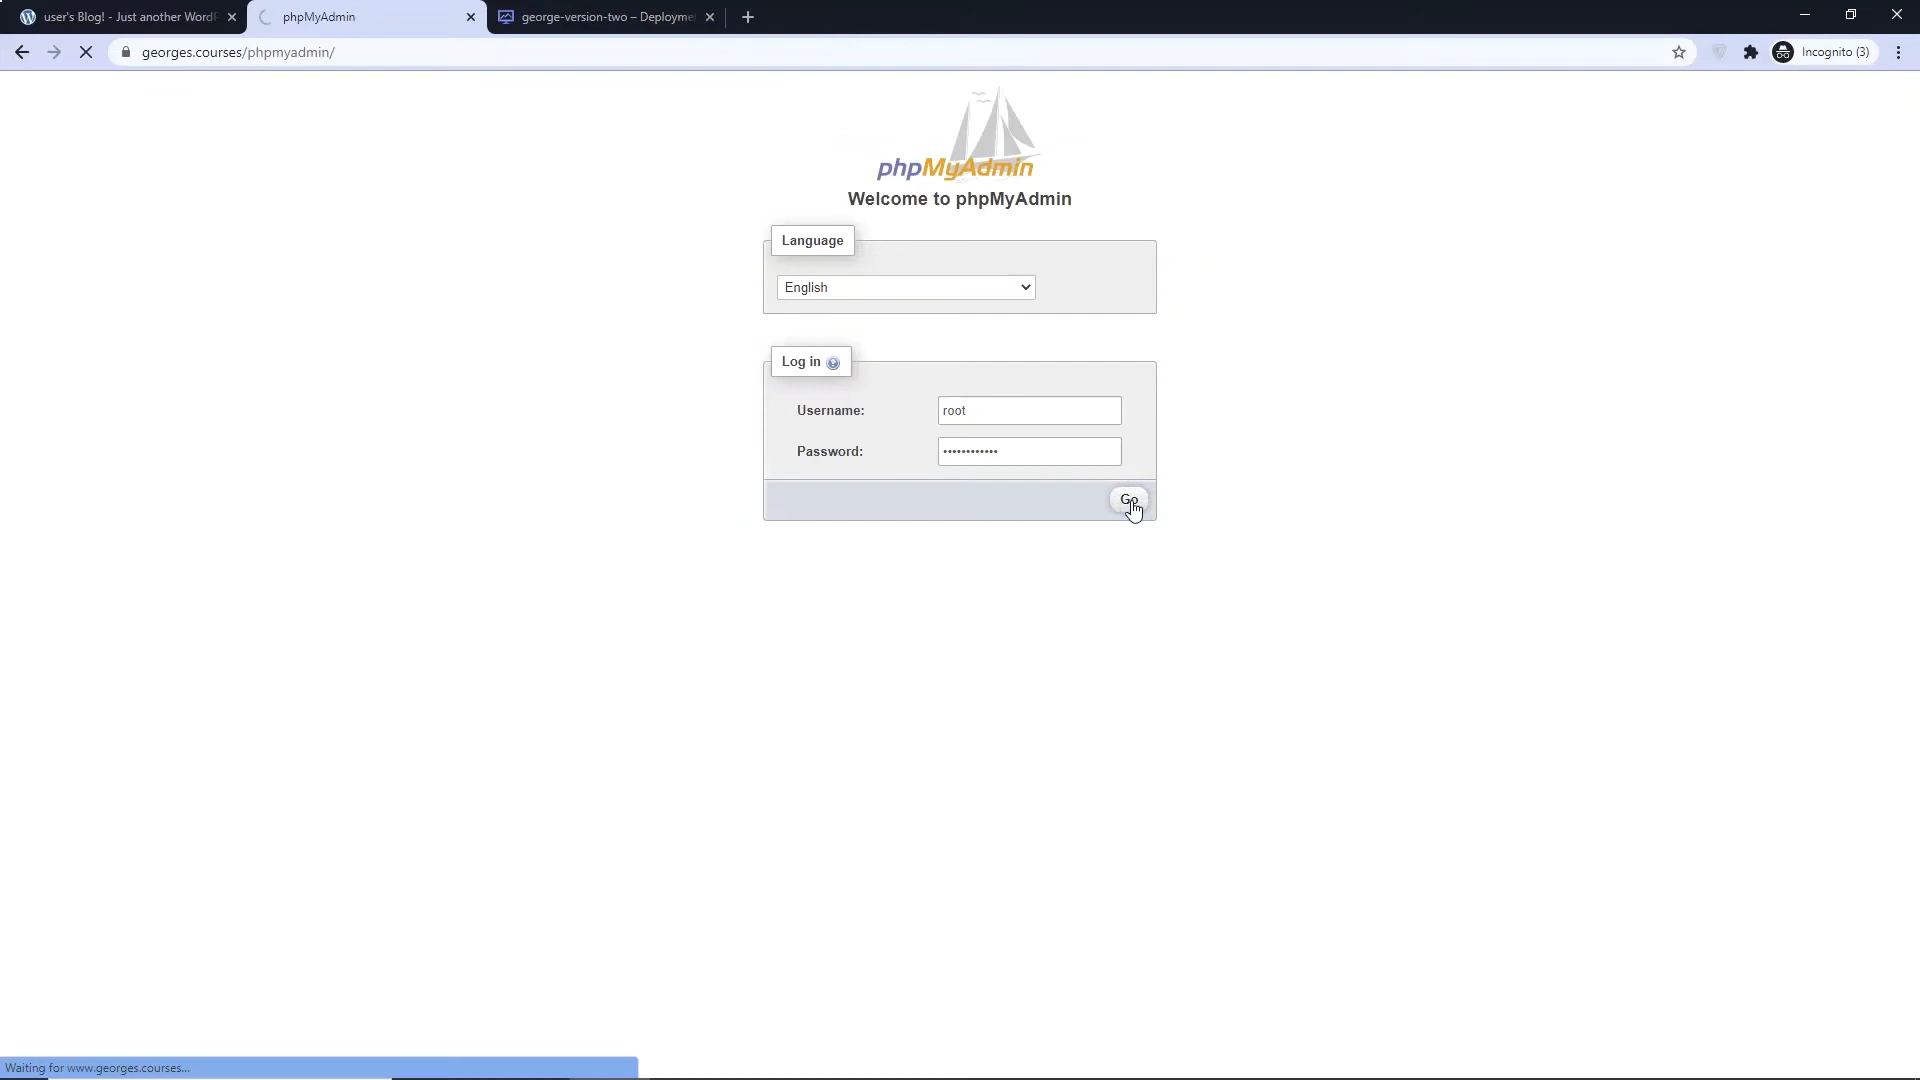 user's Blog! - Just another WordP
phpMyAdmin
george-version-two – Deployme
georges.courses/phpmyadmin/
Incognito (3)
phpMyAdmin
Welcome to phpMyAdmin
Language
English
Log in
Username:
root
Password:
••••••••••••
Go
Waiting for www.georges.courses...